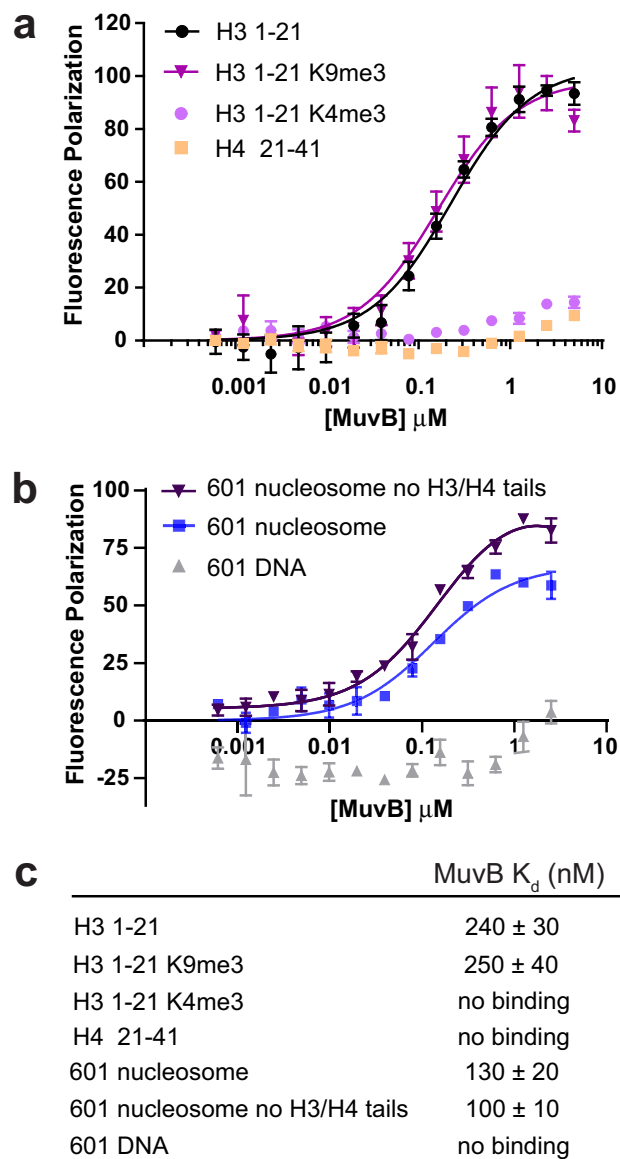 a
120
100
80
60
40
20
0
Fluorescence Polarization
H3 1-21
H3 1-21 K9me3
H3 1-21 K4me3
H4 21-41
0.001 0.01 0.1 1 10
[MuvB] μM
b
100
75
50
25
0
-25
Fluorescence Polarization
601 nucleosome no H3/H4 tails
601 nucleosome
601 DNA
0.001 0.01 0.1 1 10
[MuvB] μM
c
MuvB Kd (nM)
H3 1-21 240 ± 30
H3 1-21 K9me3 250 ± 40
H3 1-21 K4me3 no binding
H4 21-41 no binding
601 nucleosome 130 ± 20
601 nucleosome no H3/H4 tails 100 ± 10
601 DNA no binding